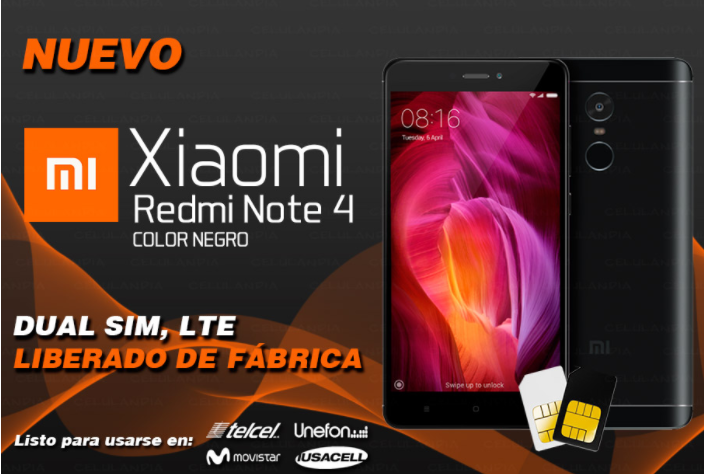 NUEVO
mi
Xiaomi
Redmi Note 4
COLOR NEGRO
DUAL SIM, LTE
LIBERADO DE FÁBRICA
Listo para usarse en:
telcel
Unefon
movistar
IUSACELL
08:16
Tuesday, 5 April
Swipe up to unlock
mi